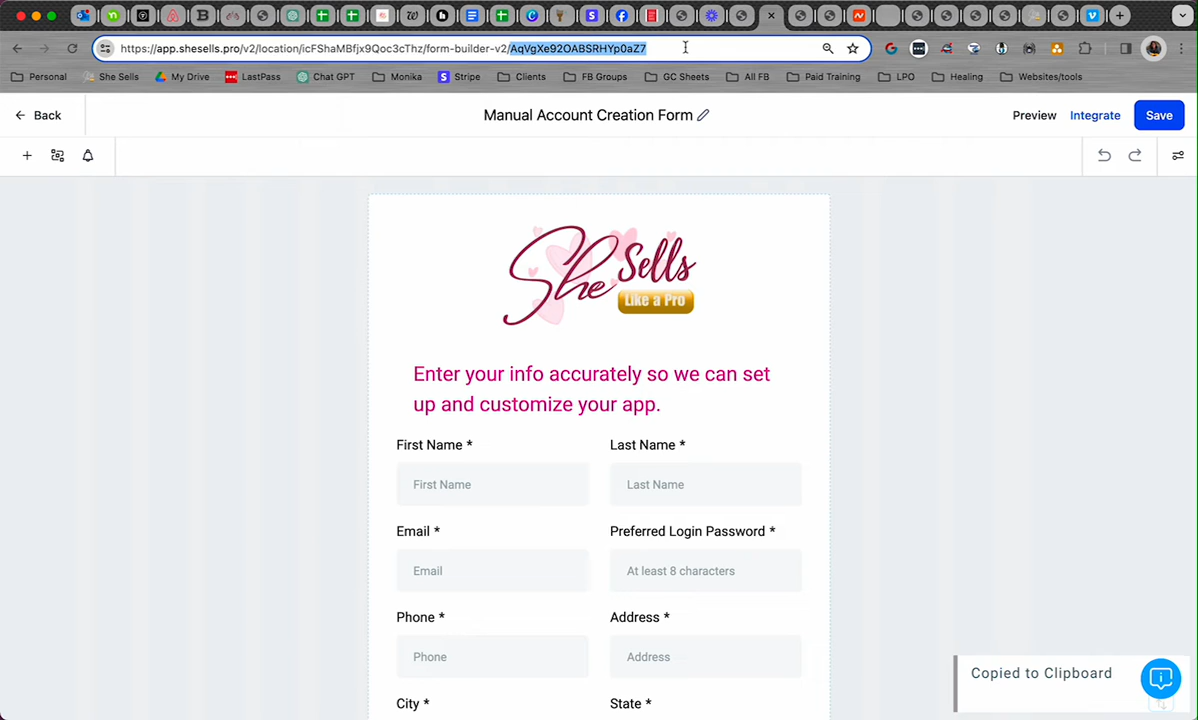 https://app.shesells.pro/v2/location/icFShaMBfjx9Qoc3cThz/form-builder-v2/AqVgXe92OABSRHYp0aZ7
Personal She Sells My Drive LastPass Chat GPT Monika Stripe Clients FB Groups GC Sheets All FB Paid Training LPO Healing Websites/tools
Back Manual Account Creation Form Preview Integrate Save
She Sells
Like a Pro
Enter your info accurately so we can set
up and customize your app.
First Name * Last Name *
First Name Last Name
Email * Preferred Login Password *
Email At least 8 characters
Phone * Address *
Phone Address
Copied to Clipboard
City * State *